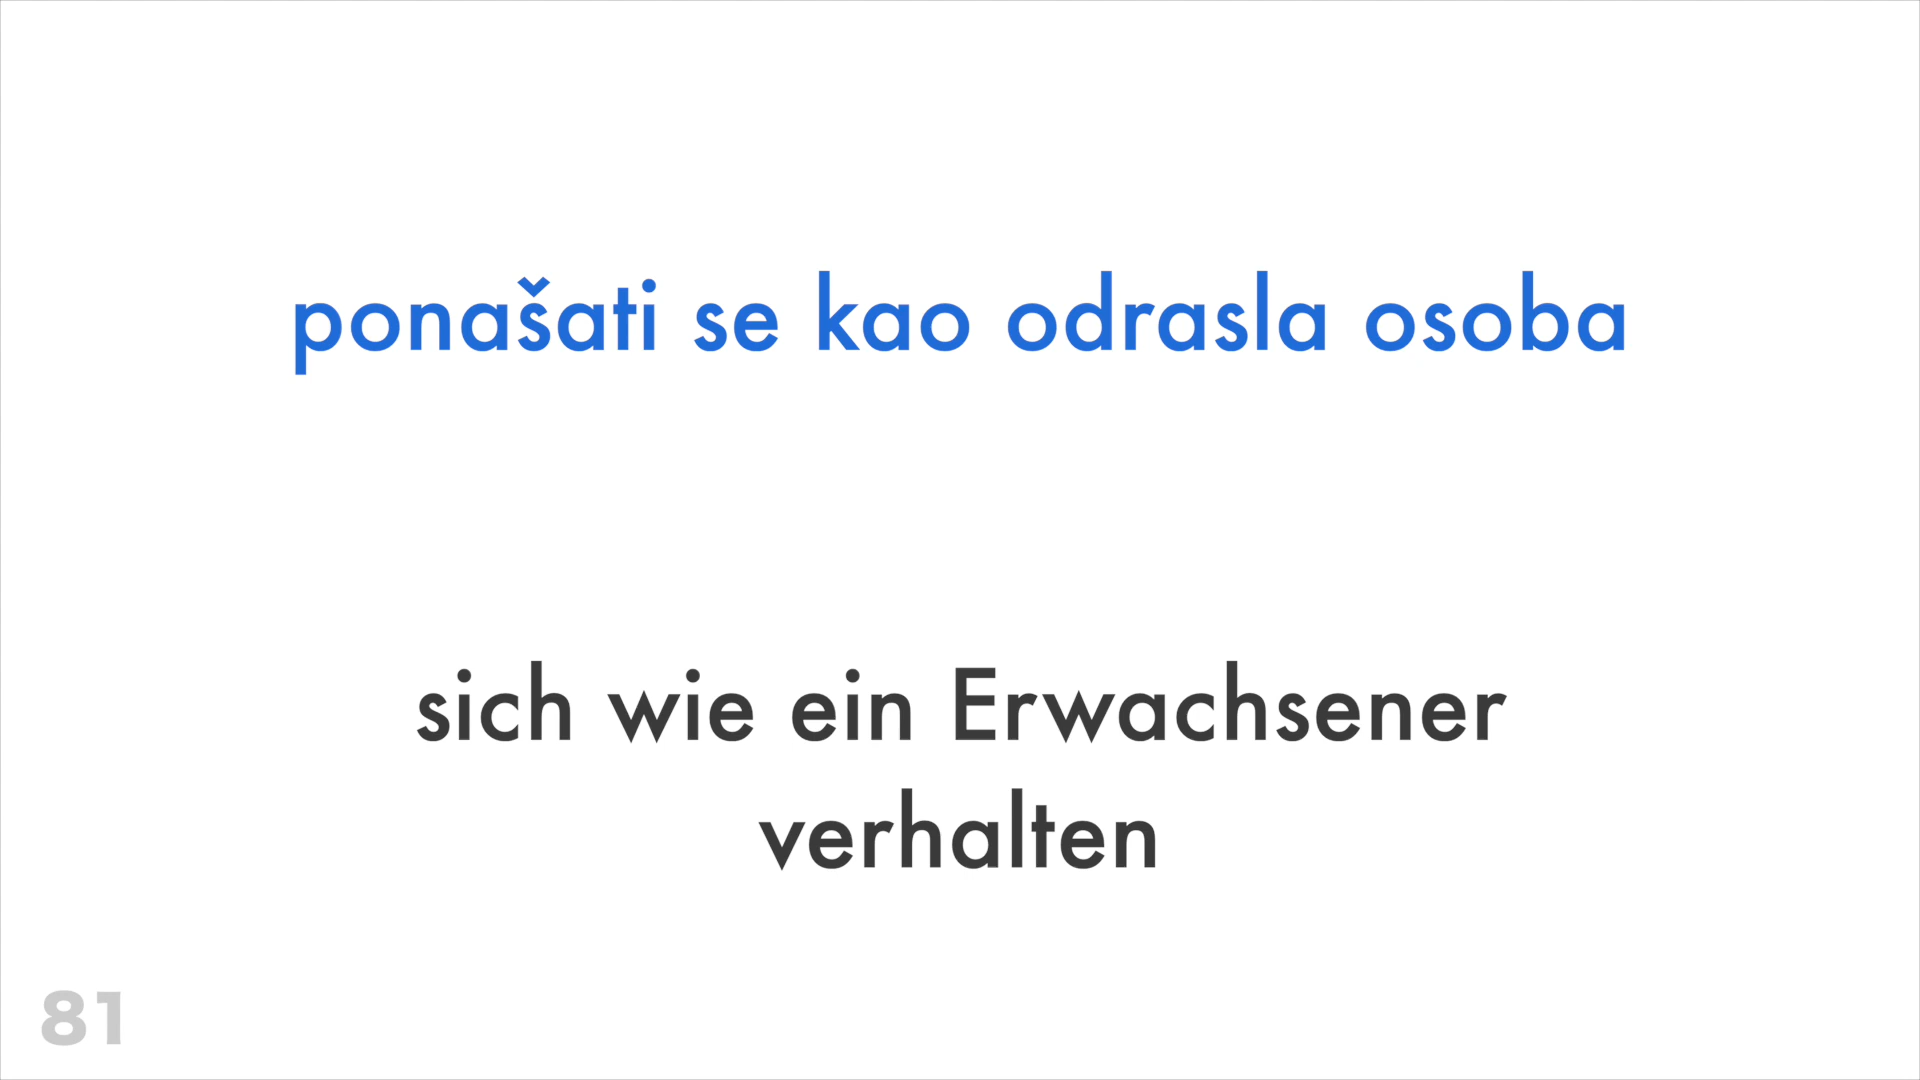 ponašati se kao odrasla osoba
sich wie ein Erwachsener
verhalten
81